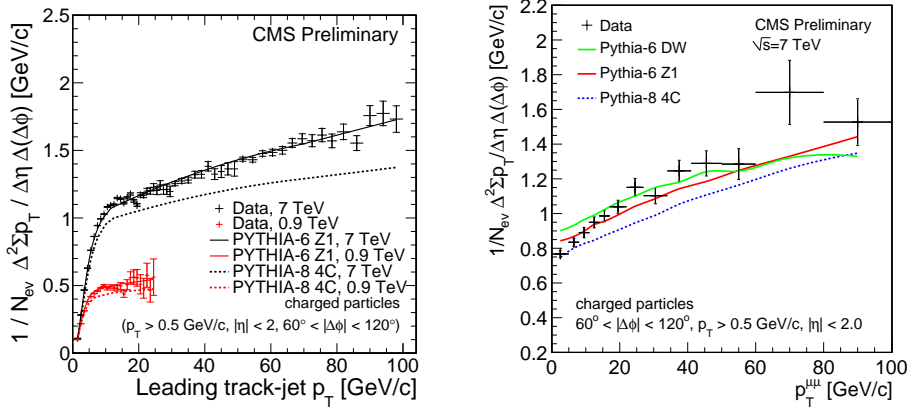 CMS Preliminary
1 / N_ev Δ²Σp_T / Δη Δ(Δφ) [GeV/c]
2
1.5
1
0.5
0
Data, 7 TeV
Data, 0.9 TeV
PYTHIA-6 Z1, 7 TeV
PYTHIA-6 Z1, 0.9 TeV
PYTHIA-8 4C, 7 TeV
PYTHIA-8 4C, 0.9 TeV
charged particles
(p_T > 0.5 GeV/c, |η| < 2, 60° < |Δφ| < 120°)
0 20 40 60 80 100
Leading track-jet p_T [GeV/c]
1/N_ev Δ²Σp_T/Δη Δ(Δφ) [GeV/c]
2.2
2
1.8
1.6
1.4
1.2
1
0.8
0.6
0.4
0.2
Data
Pythia-6 DW
Pythia-6 Z1
Pythia-8 4C
CMS Preliminary
√s=7 TeV
charged particles
60° < |Δφ| < 120°, p_T > 0.5 GeV/c, |η| < 2.0
0 20 40 60 80 100
p_T^μμ [GeV/c]